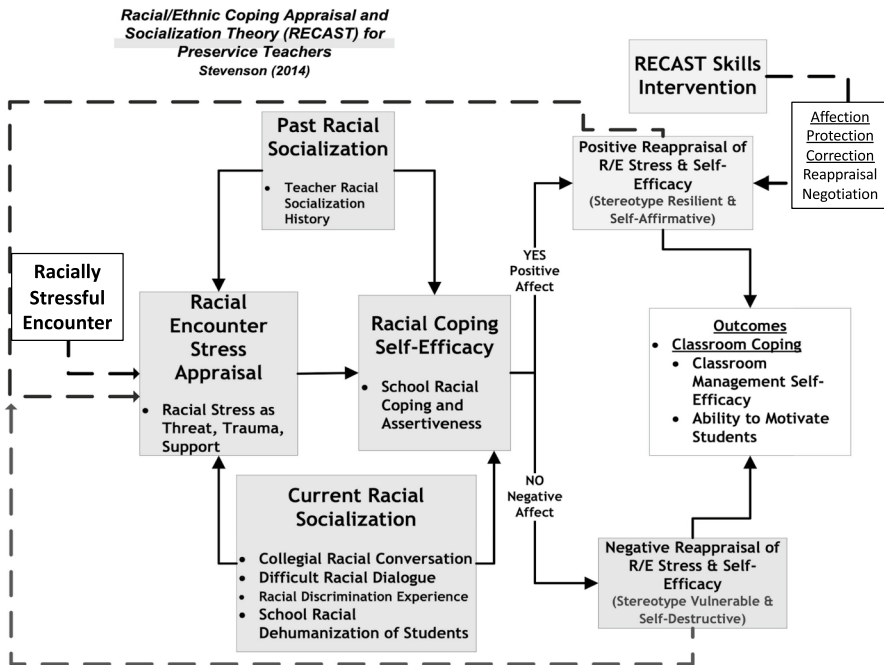 Racial/Ethnic Coping Appraisal and
Socialization Theory (RECAST) for
Preservice Teachers
Stevenson (2014)
RECAST Skills
Intervention
Affection
Protection
Correction
Reappraisal
Negotiation
Past Racial
Socialization
• Teacher Racial
Socialization
History
Positive Reappraisal of
R/E Stress & Self-
Efficacy
(Stereotype Resilient &
Self-Affirmative)
Racially
Stressful
Encounter
YES
Positive
Affect
Racial
Encounter
Stress
Appraisal
• Racial Stress as
Threat, Trauma,
Support
Racial Coping
Self-Efficacy
• School Racial
Coping and
Assertiveness
Outcomes
• Classroom Coping
• Classroom
Management Self-
Efficacy
• Ability to Motivate
Students
NO
Negative
Affect
Current Racial
Socialization
• Collegial Racial Conversation
• Difficult Racial Dialogue
• Racial Discrimination Experience
• School Racial
Dehumanization of Students
Negative Reappraisal of
R/E Stress & Self-
Efficacy
(Stereotype Vulnerable &
Self-Destructive)